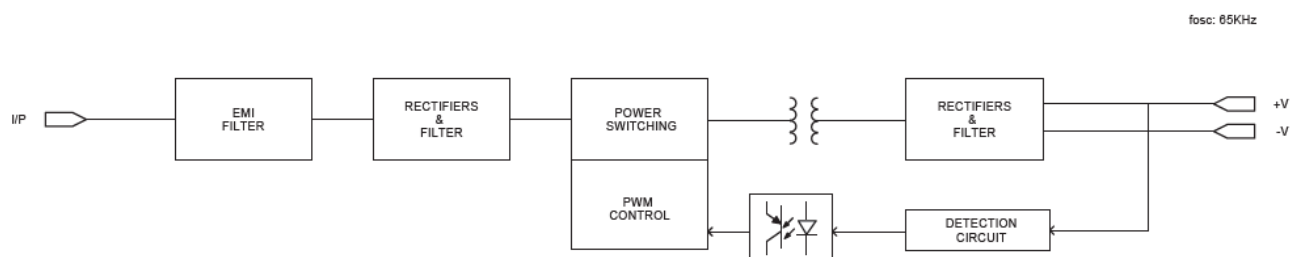 fosc: 65KHz
I/P
EMI
FILTER
RECTIFIERS
&
FILTER
POWER
SWITCHING
RECTIFIERS
&
FILTER
+V
-V
PWM
CONTROL
DETECTION
CIRCUIT